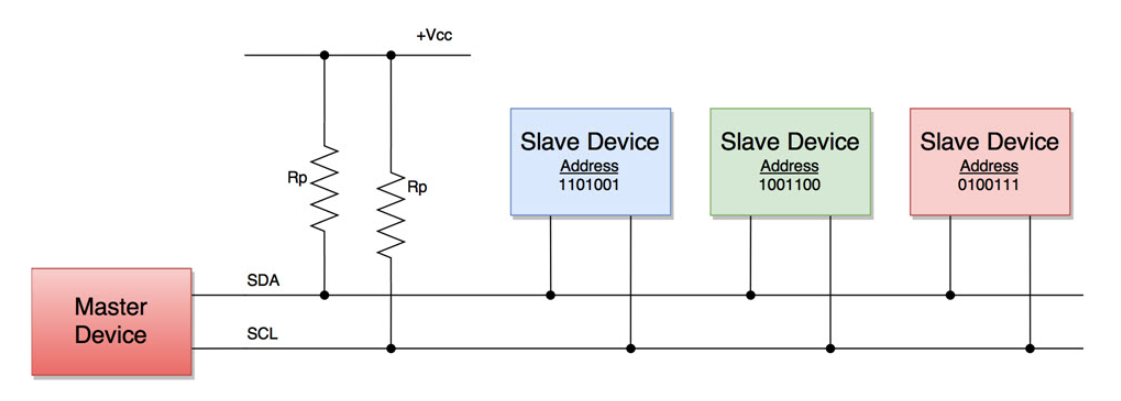 +Vcc
Rp
Rp
Slave Device
Address
1101001
Slave Device
Address
1001100
Slave Device
Address
0100111
Master
Device
SDA
SCL